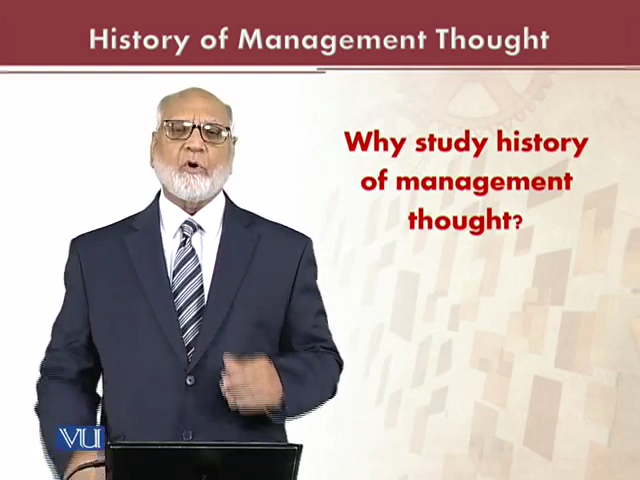 History of Management Thought
Why study history
of management
thought?
VU